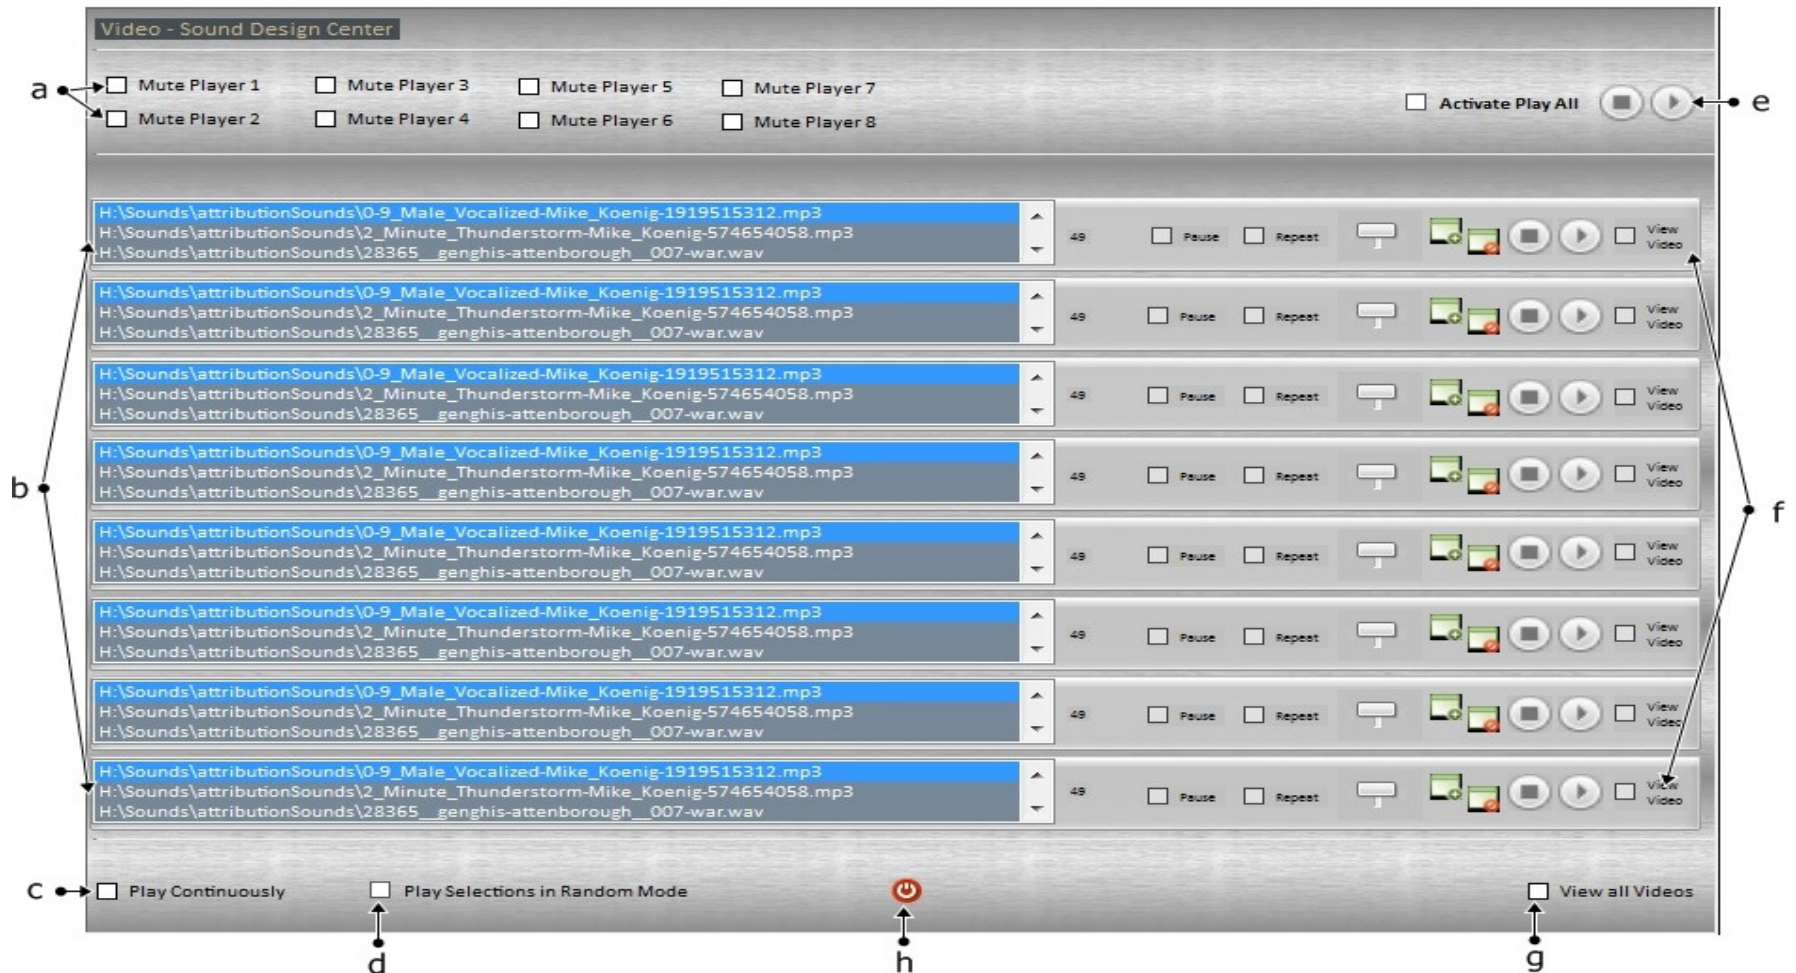 Video - Sound Design Center
a
Mute Player 1
Mute Player 3
Mute Player 5
Mute Player 7
Mute Player 2
Mute Player 4
Mute Player 6
Mute Player 8
Activate Play All
e
H:\Sounds\attributionSounds\0-9_Male_Vocalized-Mike_Koenig-1919515312.mp3
H:\Sounds\attributionSounds\2_Minute_Thunderstorm-Mike_Koenig-574654058.mp3
H:\Sounds\attributionSounds\28365__genghis-attenborough__007-war.wav
49
Pause
Repeat
View
Video
H:\Sounds\attributionSounds\0-9_Male_Vocalized-Mike_Koenig-1919515312.mp3
H:\Sounds\attributionSounds\2_Minute_Thunderstorm-Mike_Koenig-574654058.mp3
H:\Sounds\attributionSounds\28365__genghis-attenborough__007-war.wav
49
Pause
Repeat
View
Video
H:\Sounds\attributionSounds\0-9_Male_Vocalized-Mike_Koenig-1919515312.mp3
H:\Sounds\attributionSounds\2_Minute_Thunderstorm-Mike_Koenig-574654058.mp3
H:\Sounds\attributionSounds\28365__genghis-attenborough__007-war.wav
49
Pause
Repeat
View
Video
H:\Sounds\attributionSounds\0-9_Male_Vocalized-Mike_Koenig-1919515312.mp3
H:\Sounds\attributionSounds\2_Minute_Thunderstorm-Mike_Koenig-574654058.mp3
H:\Sounds\attributionSounds\28365__genghis-attenborough__007-war.wav
49
Pause
Repeat
View
Video
b
f
H:\Sounds\attributionSounds\0-9_Male_Vocalized-Mike_Koenig-1919515312.mp3
H:\Sounds\attributionSounds\2_Minute_Thunderstorm-Mike_Koenig-574654058.mp3
H:\Sounds\attributionSounds\28365__genghis-attenborough__007-war.wav
49
Pause
Repeat
View
Video
H:\Sounds\attributionSounds\0-9_Male_Vocalized-Mike_Koenig-1919515312.mp3
H:\Sounds\attributionSounds\2_Minute_Thunderstorm-Mike_Koenig-574654058.mp3
H:\Sounds\attributionSounds\28365__genghis-attenborough__007-war.wav
49
Pause
Repeat
View
Video
H:\Sounds\attributionSounds\0-9_Male_Vocalized-Mike_Koenig-1919515312.mp3
H:\Sounds\attributionSounds\2_Minute_Thunderstorm-Mike_Koenig-574654058.mp3
H:\Sounds\attributionSounds\28365__genghis-attenborough__007-war.wav
49
Pause
Repeat
View
Video
H:\Sounds\attributionSounds\0-9_Male_Vocalized-Mike_Koenig-1919515312.mp3
H:\Sounds\attributionSounds\2_Minute_Thunderstorm-Mike_Koenig-574654058.mp3
H:\Sounds\attributionSounds\28365__genghis-attenborough__007-war.wav
49
Pause
Repeat
View
Video
c
Play Continuously
Play Selections in Random Mode
View all Videos
d
h
g